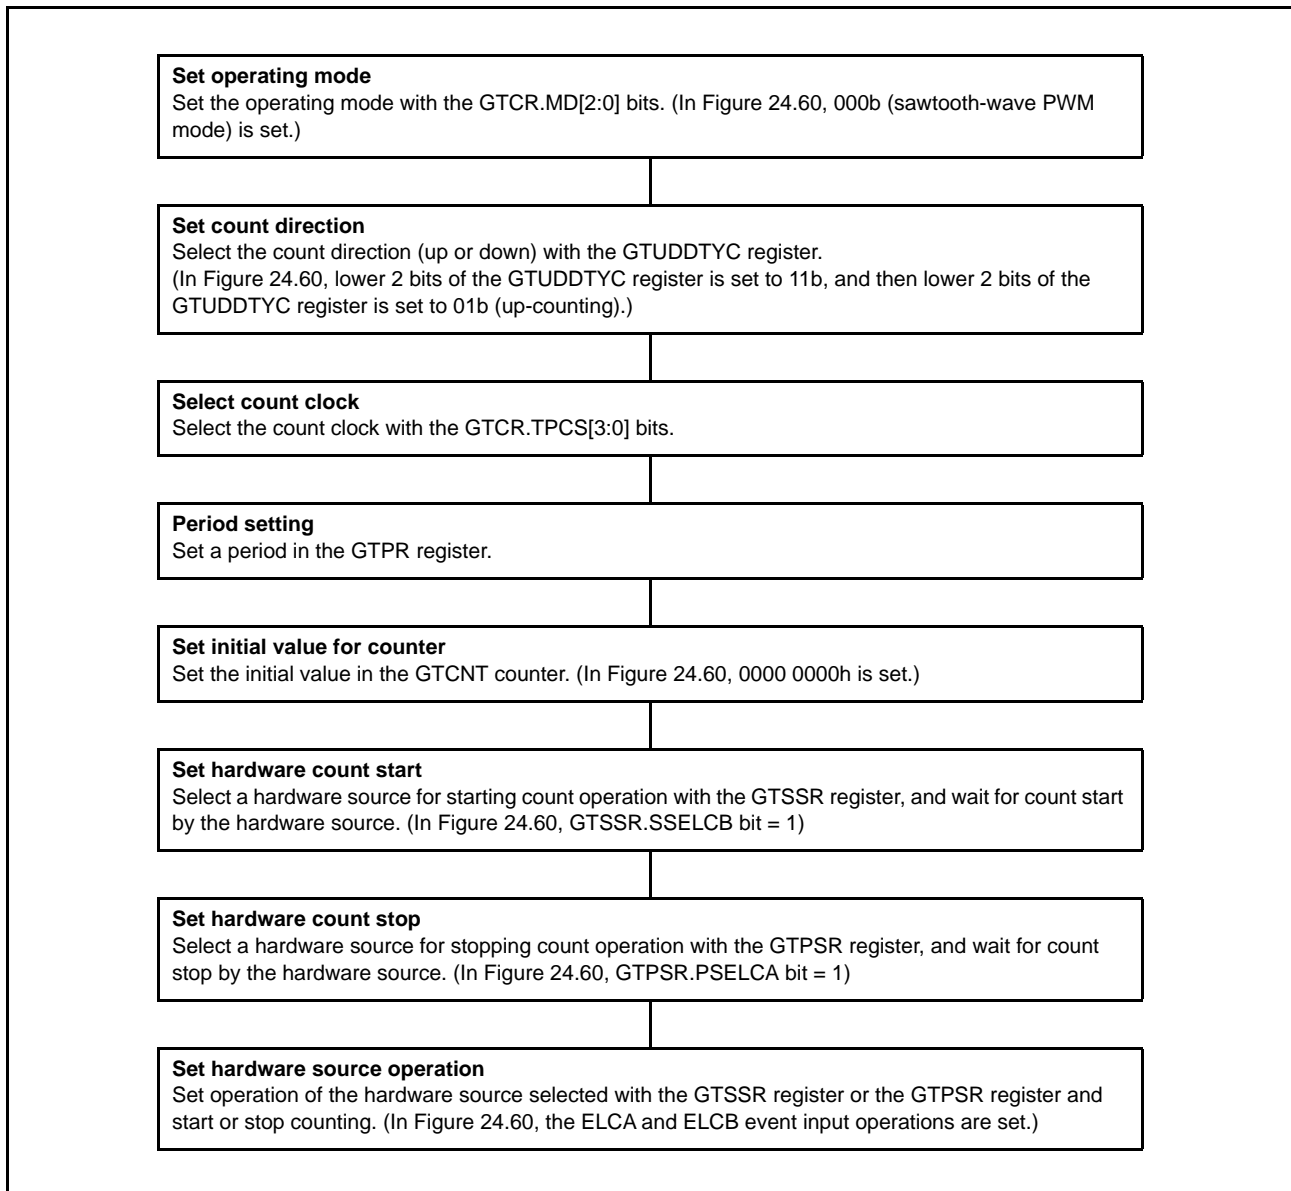 Set operating mode
Set the operating mode with the GTCR.MD[2:0] bits. (In Figure 24.60, 000b (sawtooth-wave PWM
mode) is set.)
Set count direction
Select the count direction (up or down) with the GTUDDTYC register.
(In Figure 24.60, lower 2 bits of the GTUDDTYC register is set to 11b, and then lower 2 bits of the
GTUDDTYC register is set to 01b (up-counting).)
Select count clock
Select the count clock with the GTCR.TPCS[3:0] bits.
Period setting
Set a period in the GTPR register.
Set initial value for counter
Set the initial value in the GTCNT counter. (In Figure 24.60, 0000 0000h is set.)
Set hardware count start
Select a hardware source for starting count operation with the GTSSR register, and wait for count start
by the hardware source. (In Figure 24.60, GTSSR.SSELCB bit = 1)
Set hardware count stop
Select a hardware source for stopping count operation with the GTPSR register, and wait for count
stop by the hardware source. (In Figure 24.60, GTPSR.PSELCA bit = 1)
Set hardware source operation
Set operation of the hardware source selected with the GTSSR register or the GTPSR register and
start or stop counting. (In Figure 24.60, the ELCA and ELCB event input operations are set.)